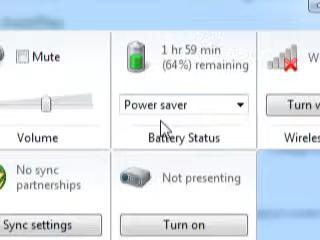 Mute
1 hr 59 min
(64%) remaining
W
Power saver
Turn w
Volume
Battery Status
Wireles
No sync
partnerships
Not presenting
Sync settings
Turn on